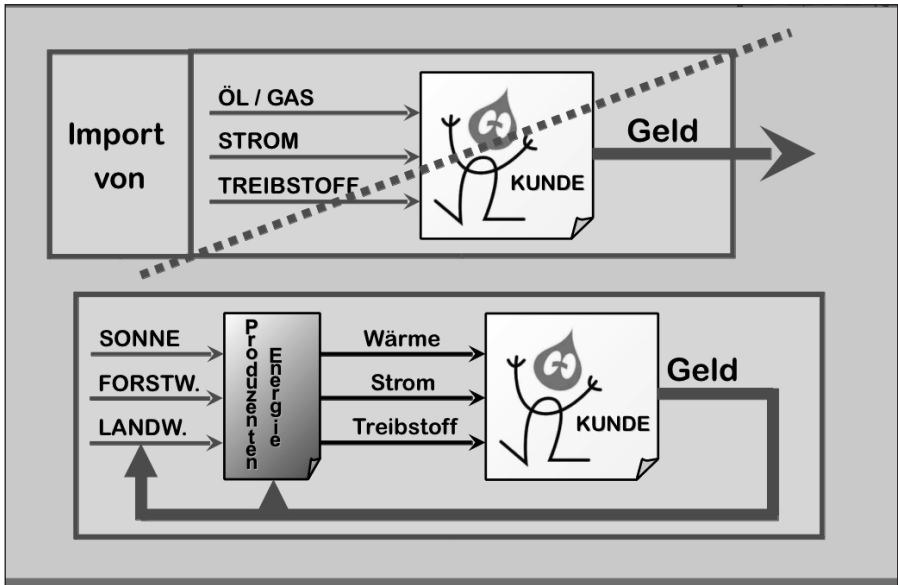 Import
von
ÖL / GAS
STROM
TREIBSTOFF
KUNDE
Geld
SONNE
FORSTW.
LANDW.
Produzenten
Energie
Wärme
Strom
Treibstoff
KUNDE
Geld